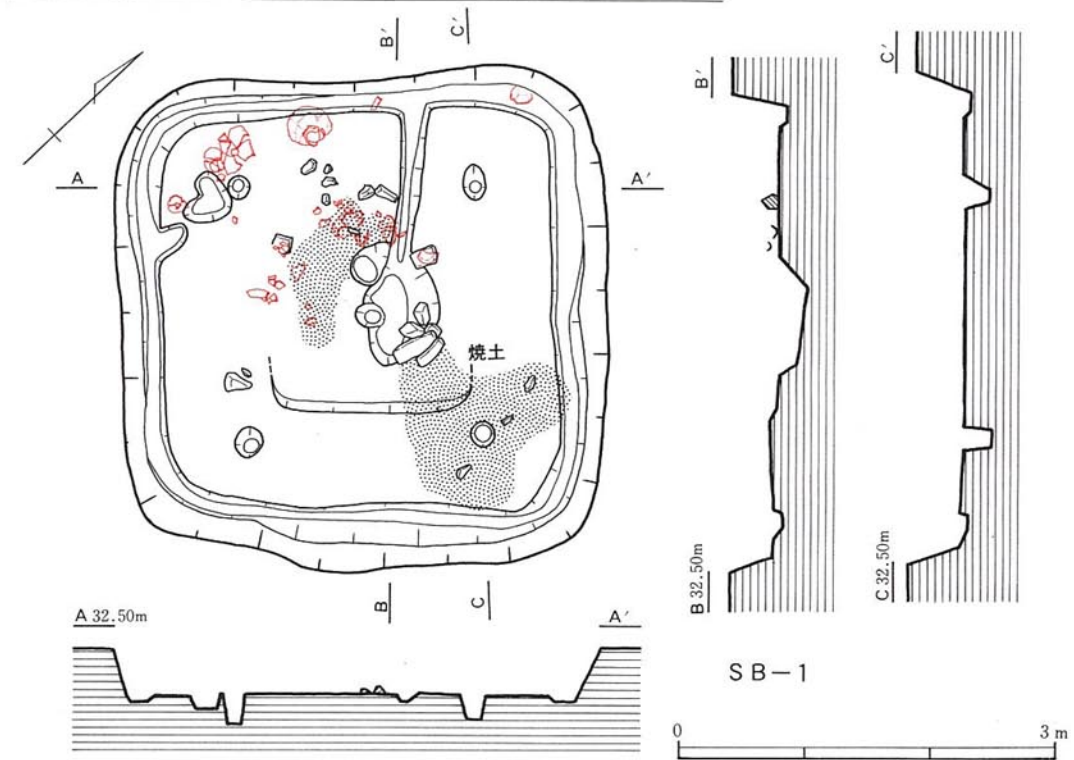 B′
C′
A
A′
焼土
B
C
A 32.50m
A′
B′
B 32.50m
C′
C 32.50m
SB－1
0
3 m